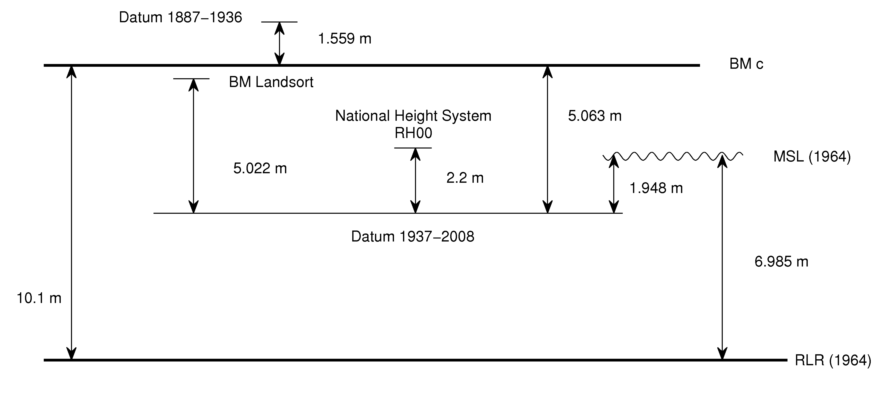 Datum 1887−1936
1.559 m
BM c
BM Landsort
National Height System
RH00
5.063 m
MSL (1964)
5.022 m
2.2 m
1.948 m
Datum 1937−2008
6.985 m
10.1 m
RLR (1964)